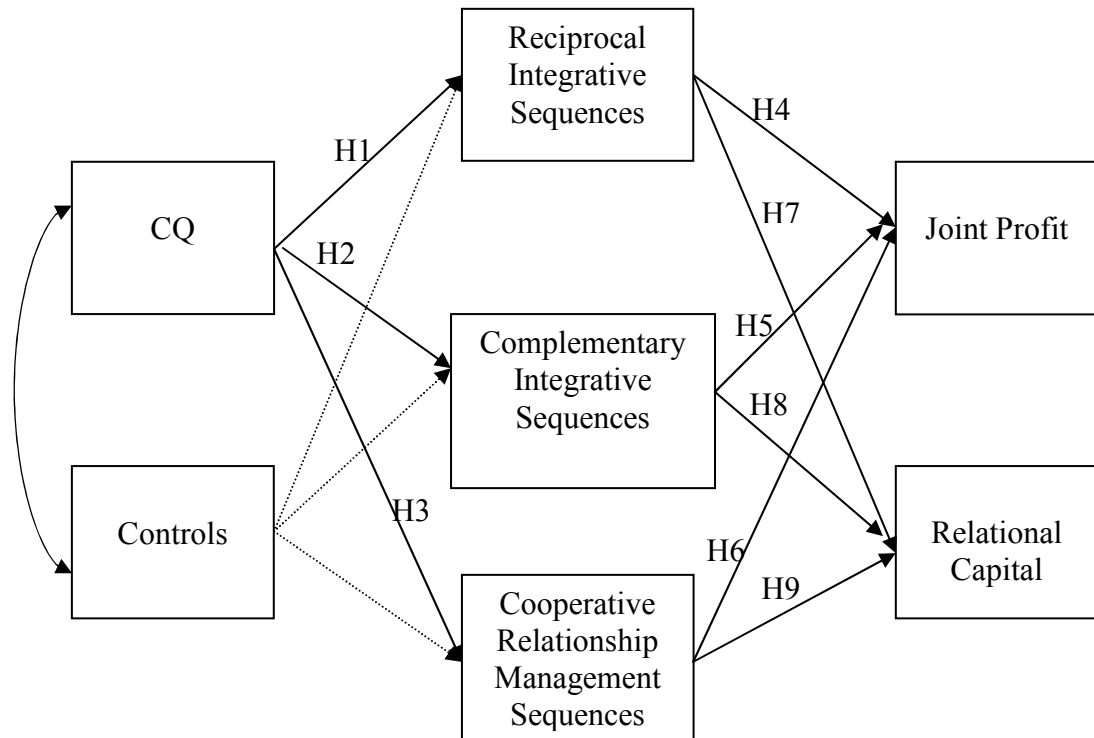 Reciprocal
Integrative
Sequences
H1
H4
CQ
H2
H7
Joint Profit
Complementary
Integrative
Sequences
H5
H8
Controls
H3
H6
Relational
Capital
Cooperative
Relationship
Management
Sequences
H9